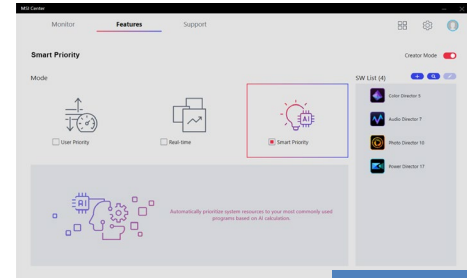 MSI Center
Monitor
Features
Support
Smart Priority
Creator Mode
Mode
SW List (4)
User Priority
Real-time
AI
Smart Priority
Color Director 5
Audio Director 7
Photo Director 10
Power Director 17
AI
Automatically prioritize system resources to your most commonly used
programs based on AI calculation.